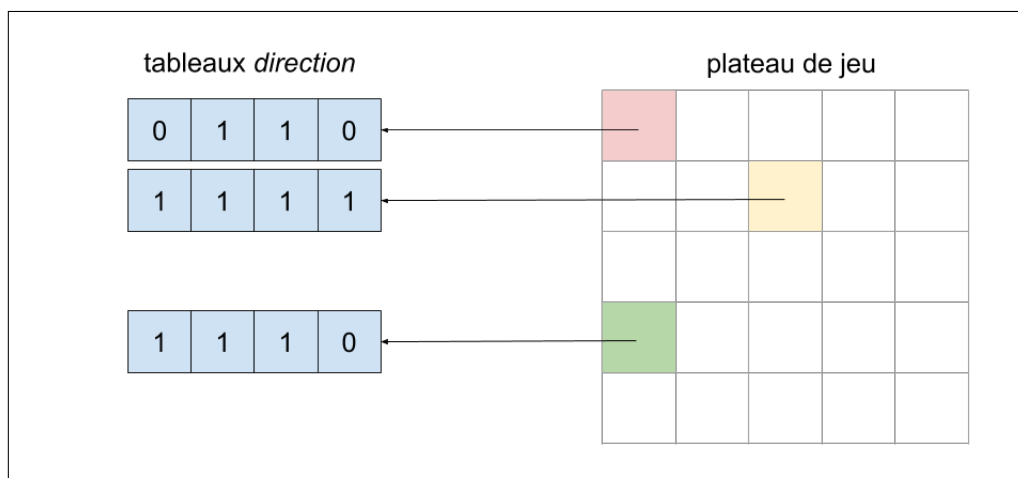 tableaux direction
plateau de jeu
0 1 1 0
1 1 1 1
1 1 1 0